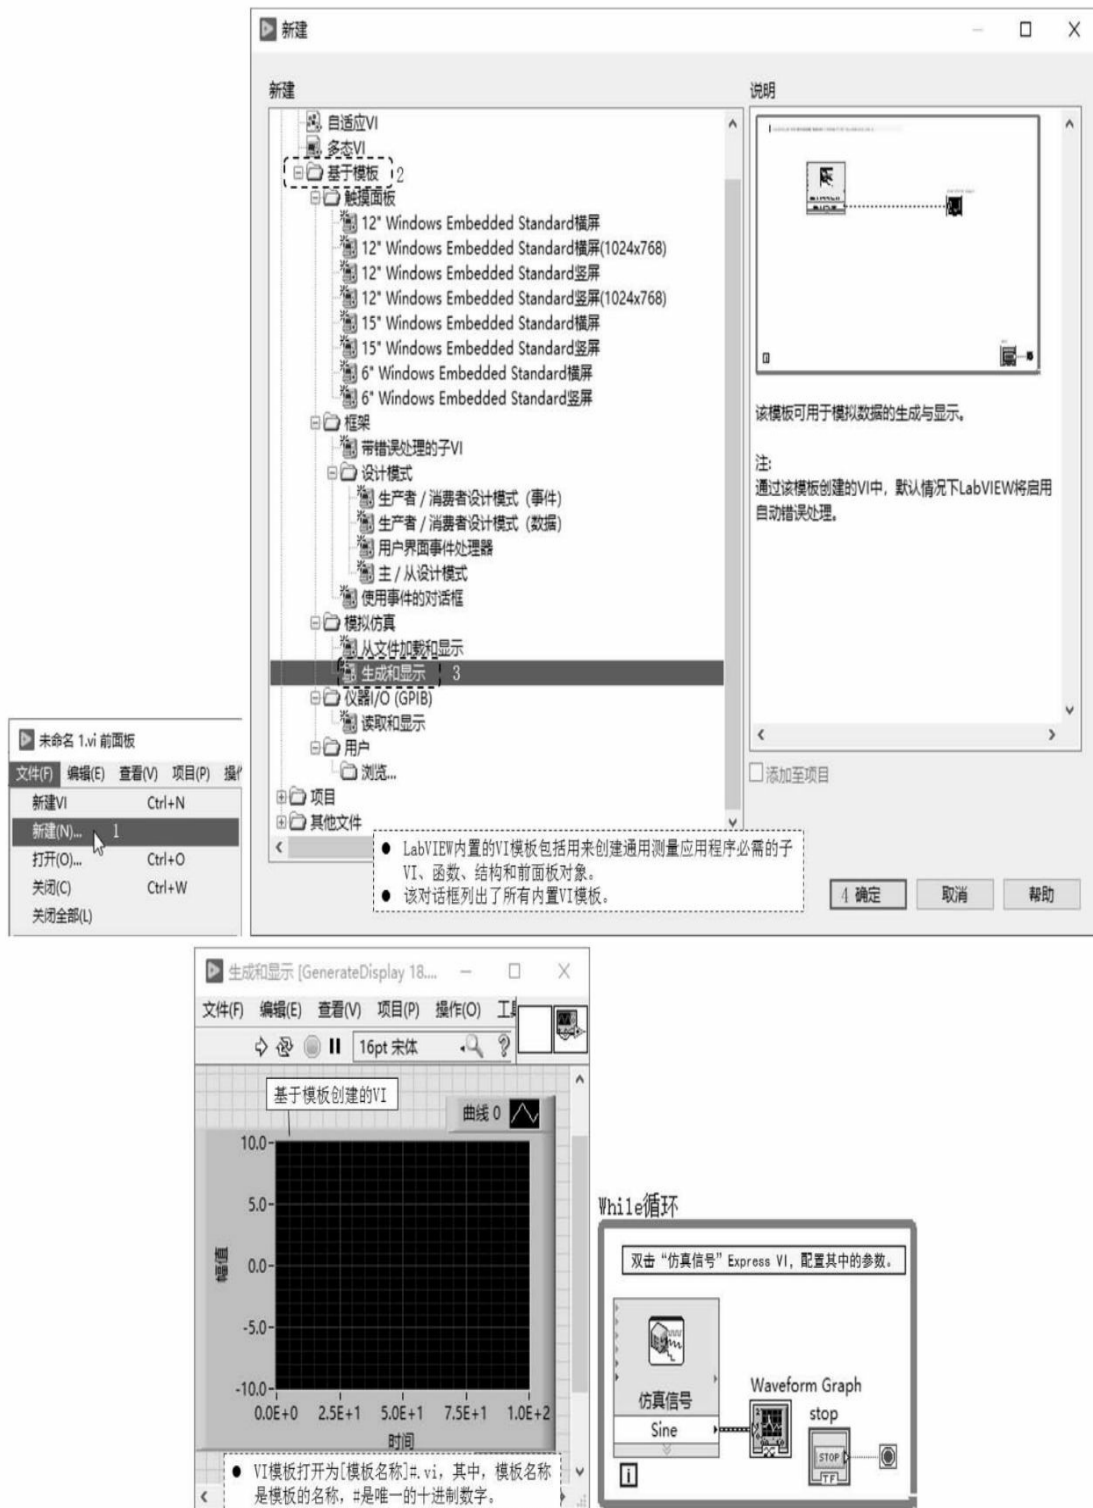 新建
新建
自适应VI
多态VI
基于模板 2
触摸面板
12" Windows Embedded Standard横屏
12" Windows Embedded Standard横屏(1024x768)
12" Windows Embedded Standard竖屏
12" Windows Embedded Standard竖屏(1024x768)
15" Windows Embedded Standard横屏
15" Windows Embedded Standard竖屏
6" Windows Embedded Standard横屏
6" Windows Embedded Standard竖屏
框架
带错误处理的子VI
设计模式
生产者 / 消费者设计模式（事件）
生产者 / 消费者设计模式（数据）
用户界面事件处理器
主 / 从设计模式
使用事件的对话框
模拟仿真
从文件加载和显示
生成和显示 3
仪器I/O (GPIB)
读取和显示
用户
浏览...
项目
其他文件
说明
该模板可用于模拟数据的生成与显示。
注:
通过该模板创建的VI中，默认情况下LabVIEW将启用
自动错误处理。
添加至项目
● LabVIEW内置的VI模板包括用来创建通用测量应用程序必需的子
VI、函数、结构和前面板对象。
● 该对话框列出了所有内置VI模板。
4 确定 取消 帮助
未命名 1.vi 前面板
文件(F) 编辑(E) 查看(V) 项目(P) 操作
新建VI Ctrl+N
新建(N)... 1
打开(O)... Ctrl+O
关闭(C) Ctrl+W
关闭全部(L)
生成和显示 [GenerateDisplay 18....
文件(F) 编辑(E) 查看(V) 项目(P) 操作(O) 工具
16pt 宋体
基于模板创建的VI
曲线 0
10.0
5.0
0.0
-5.0
-10.0
幅值
0.0E+0 2.5E+1 5.0E+1 7.5E+1 1.0E+2
时间
● VI模板打开为[模板名称]#.vi，其中，模板名称
是模板的名称，#是唯一的十进制数字。
While循环
双击“仿真信号”Express VI，配置其中的参数。
仿真信号
Sine
Waveform Graph
stop
STOP
TF
i